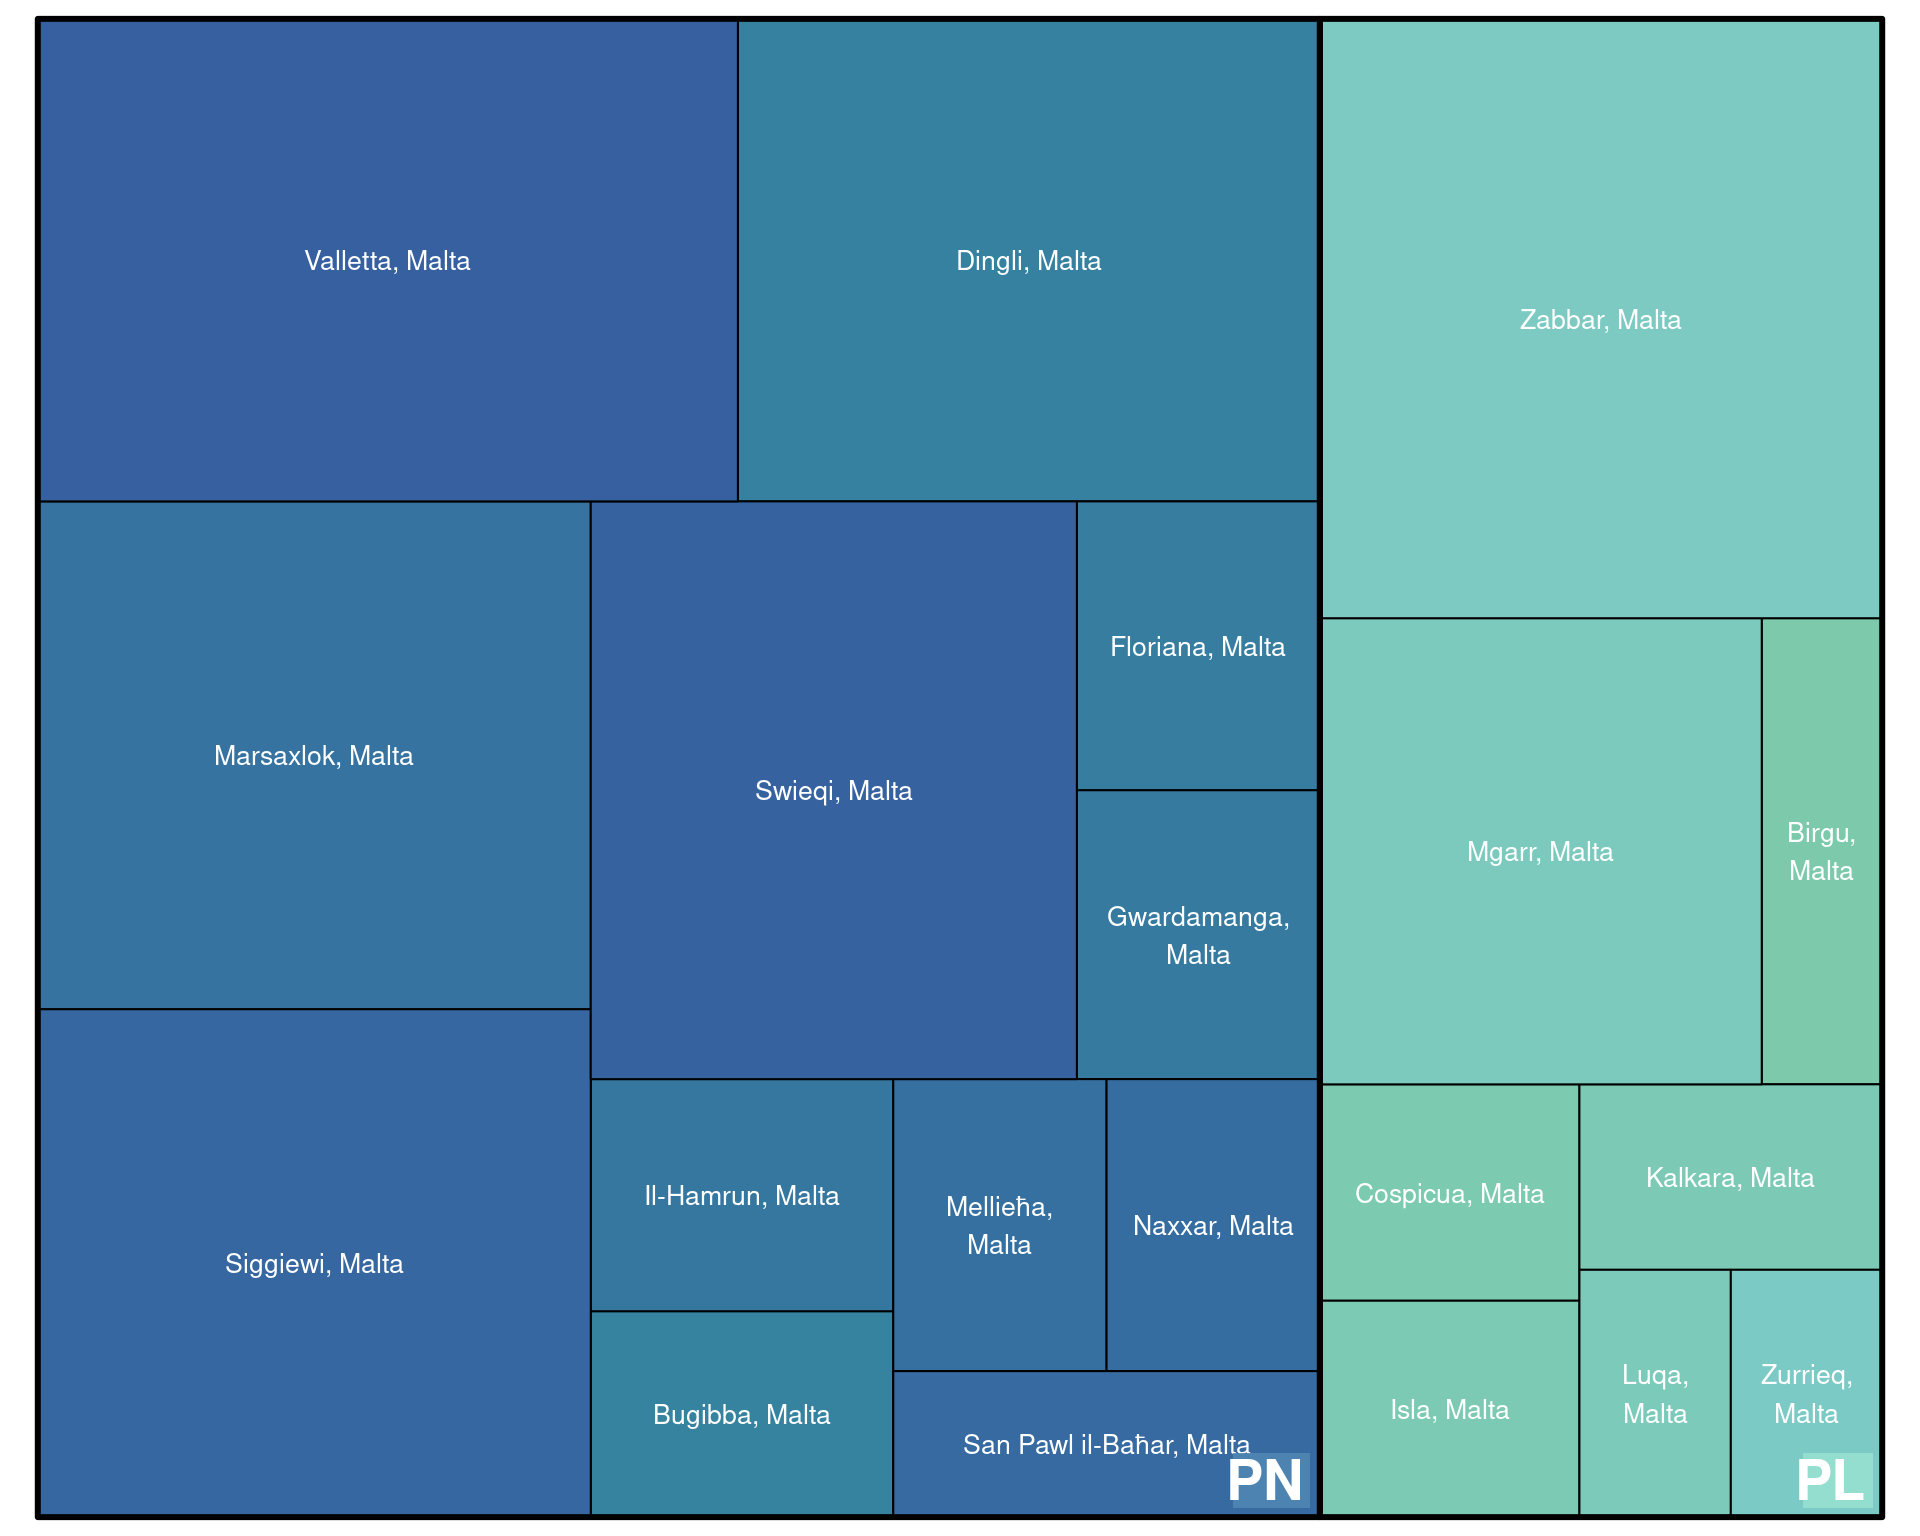 Valletta, Malta
Dingli, Malta
Zabbar, Malta
Marsaxlok, Malta
Swieqi, Malta
Floriana, Malta
Gwardamanga,
Malta
Mgarr, Malta
Birgu,
Malta
Siggiewi, Malta
Il-Hamrun, Malta
Mellieħa,
Malta
Naxxar, Malta
Bugibba, Malta
San Pawl il-Baħar, Malta
PN
Cospicua, Malta
Kalkara, Malta
Isla, Malta
Luqa,
Malta
Zurrieq,
Malta
PL